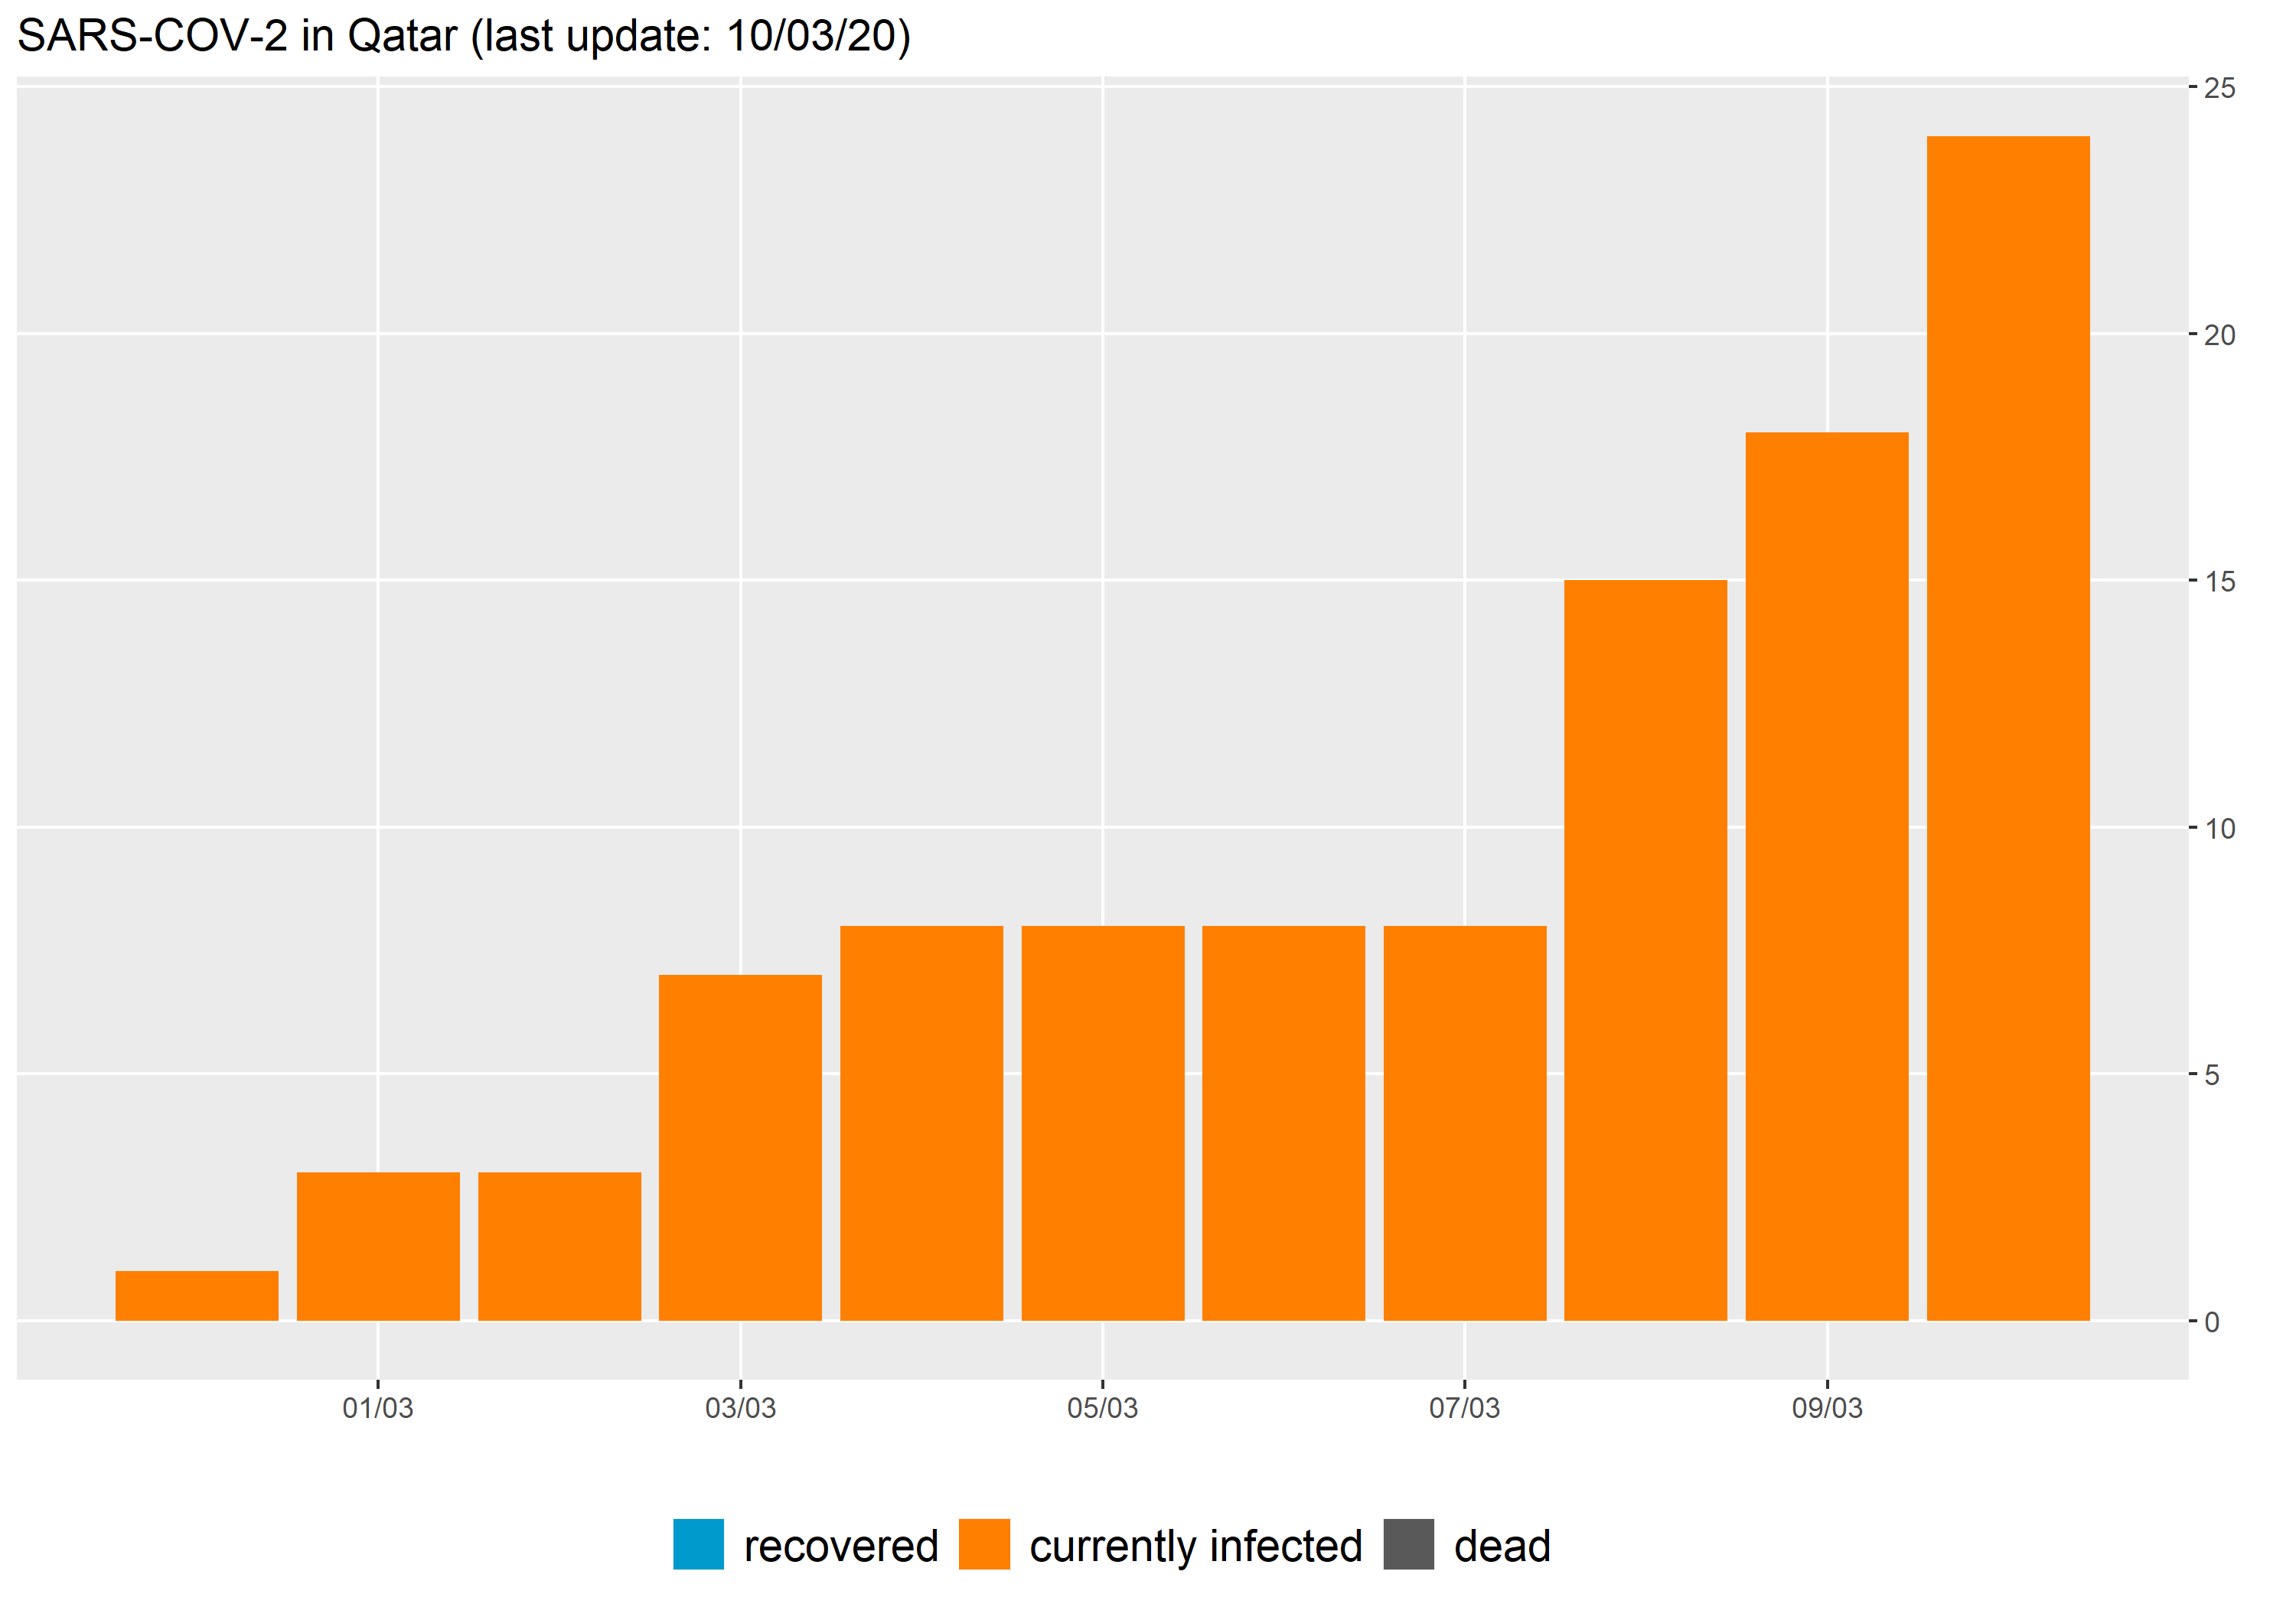 SARS-COV-2 in Qatar (last update: 10/03/20)
25
20
15
10
5
0
01/03 03/03 05/03 07/03 09/03
recovered currently infected dead